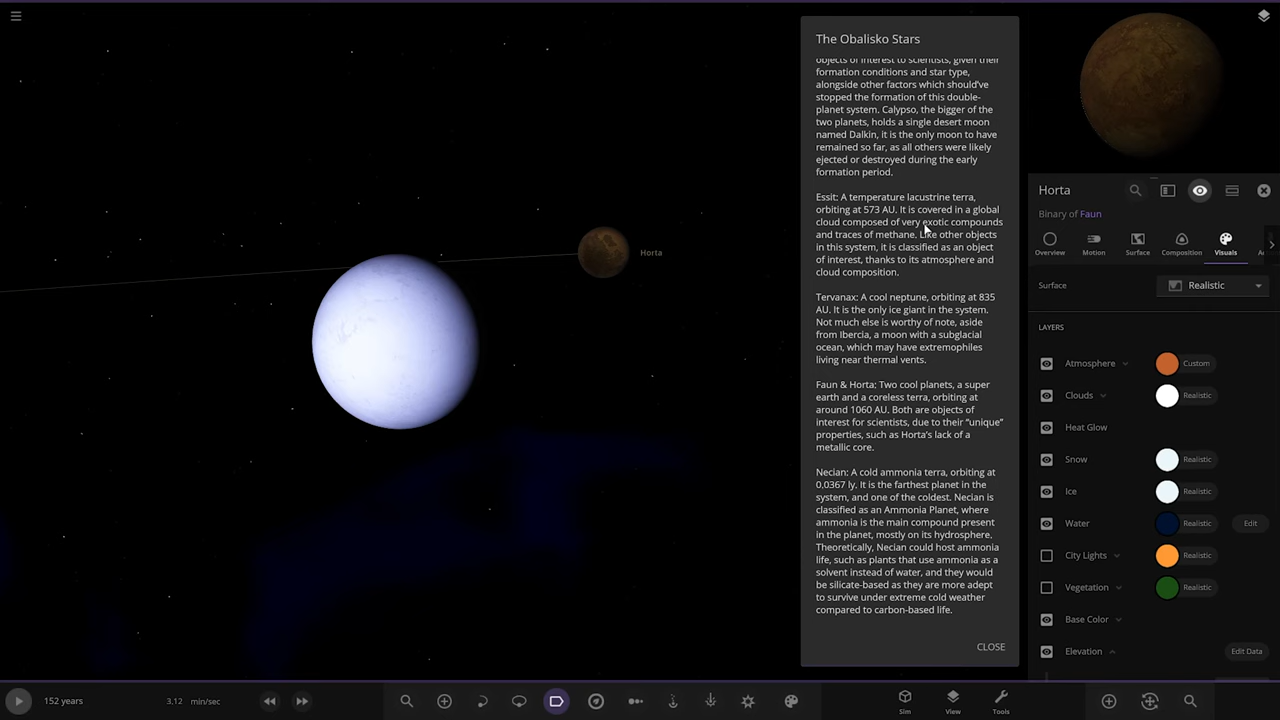 The Obalisko Stars
objects of interest to scientists, given their
formation conditions and star type,
alongside other factors which should've
stopped the formation of this double-
planet system. Calypso, the bigger of the
two planets, holds a single desert moon
named Dalkin, it is the only moon to have
remained so far, as all others were likely
ejected or destroyed during the early
formation period.
Essit: A temperature lacustrine terra,
orbiting at 573 AU. It is covered in a global
cloud composed of very exotic compounds
and traces of methane. Like other objects
in this system, it is classified as an object
of interest, thanks to its atmosphere and
cloud composition.
Tervanax: A cool neptune, orbiting at 835
AU. It is the only ice giant in the system.
Not much else is worthy of note, aside
from Ibercia, a moon with a subglacial
ocean, which may have extremophiles
living near thermal vents.
Faun & Horta: Two cool planets, a super
earth and a coreless terra, orbiting at
around 1060 AU. Both are objects of
interest for scientists, due to their “unique”
properties, such as Horta's lack of a
metallic core.
Necian: A cold ammonia terra, orbiting at
0,0367 ly. It is the farthest planet in the
system, and one of the coldest. Necian is
classified as an Ammonia Planet, where
ammonia is the main compound present
in the planet, mostly on its hydrosphere.
Theoretically, Necian could host ammonia
life, such as plants that use ammonia as a
solvent instead of water, and they would
be silicate-based as they are more adept
to survive under extreme cold weather
compared to carbon-based life.
CLOSE
Horta
Horta
Binary of Faun
Overview Motion Surface Composition Visuals
Surface Realistic
LAYERS
Atmosphere Custom
Clouds Realistic
Heat Glow
Snow Realistic
Ice Realistic
Water Realistic Edit
City Lights Realistic
Vegetation Realistic
Base Color
Elevation Edit Data
152 years 3.12 min/sec
Sim View Tools